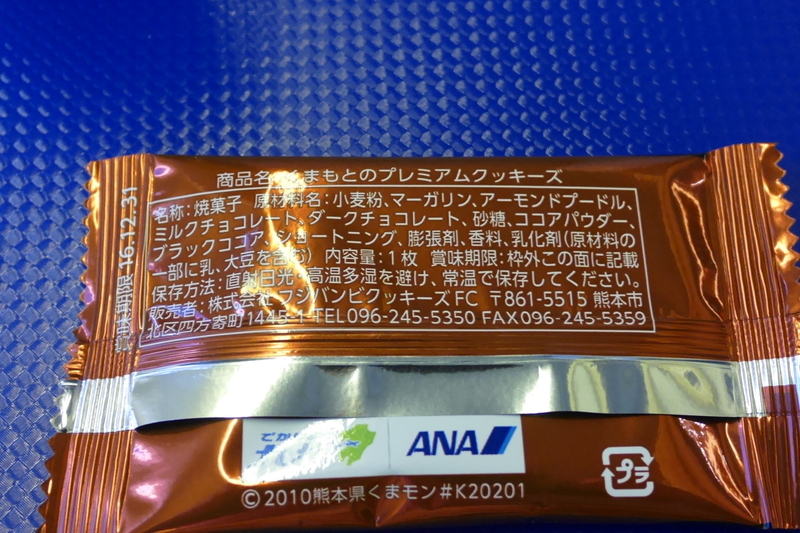 商品名:くまもとのプレミアムクッキーズ
名称:焼菓子 原材料名:小麦粉、マーガリン、アーモンドプードル、
ミルクチョコレート、ダークチョコレート、砂糖、ココアパウダー、
ブラックココア、ショートニング、膨張剤、香料、乳化剤(原材料の
一部に乳、大豆を含む) 内容量:1枚 賞味期限:枠外この面に記載
保存方法:直射日光、高温多湿を避け、常温で保存してください。
販売者:株式会社 フジバンビクッキーズFC 〒861-5515 熊本市
北区四方寄町1445-1 TEL096-245-5350 FAX096-245-5359
賞味期限 16.12.31
ANA
©2010熊本県くまモン#K20201
プラ